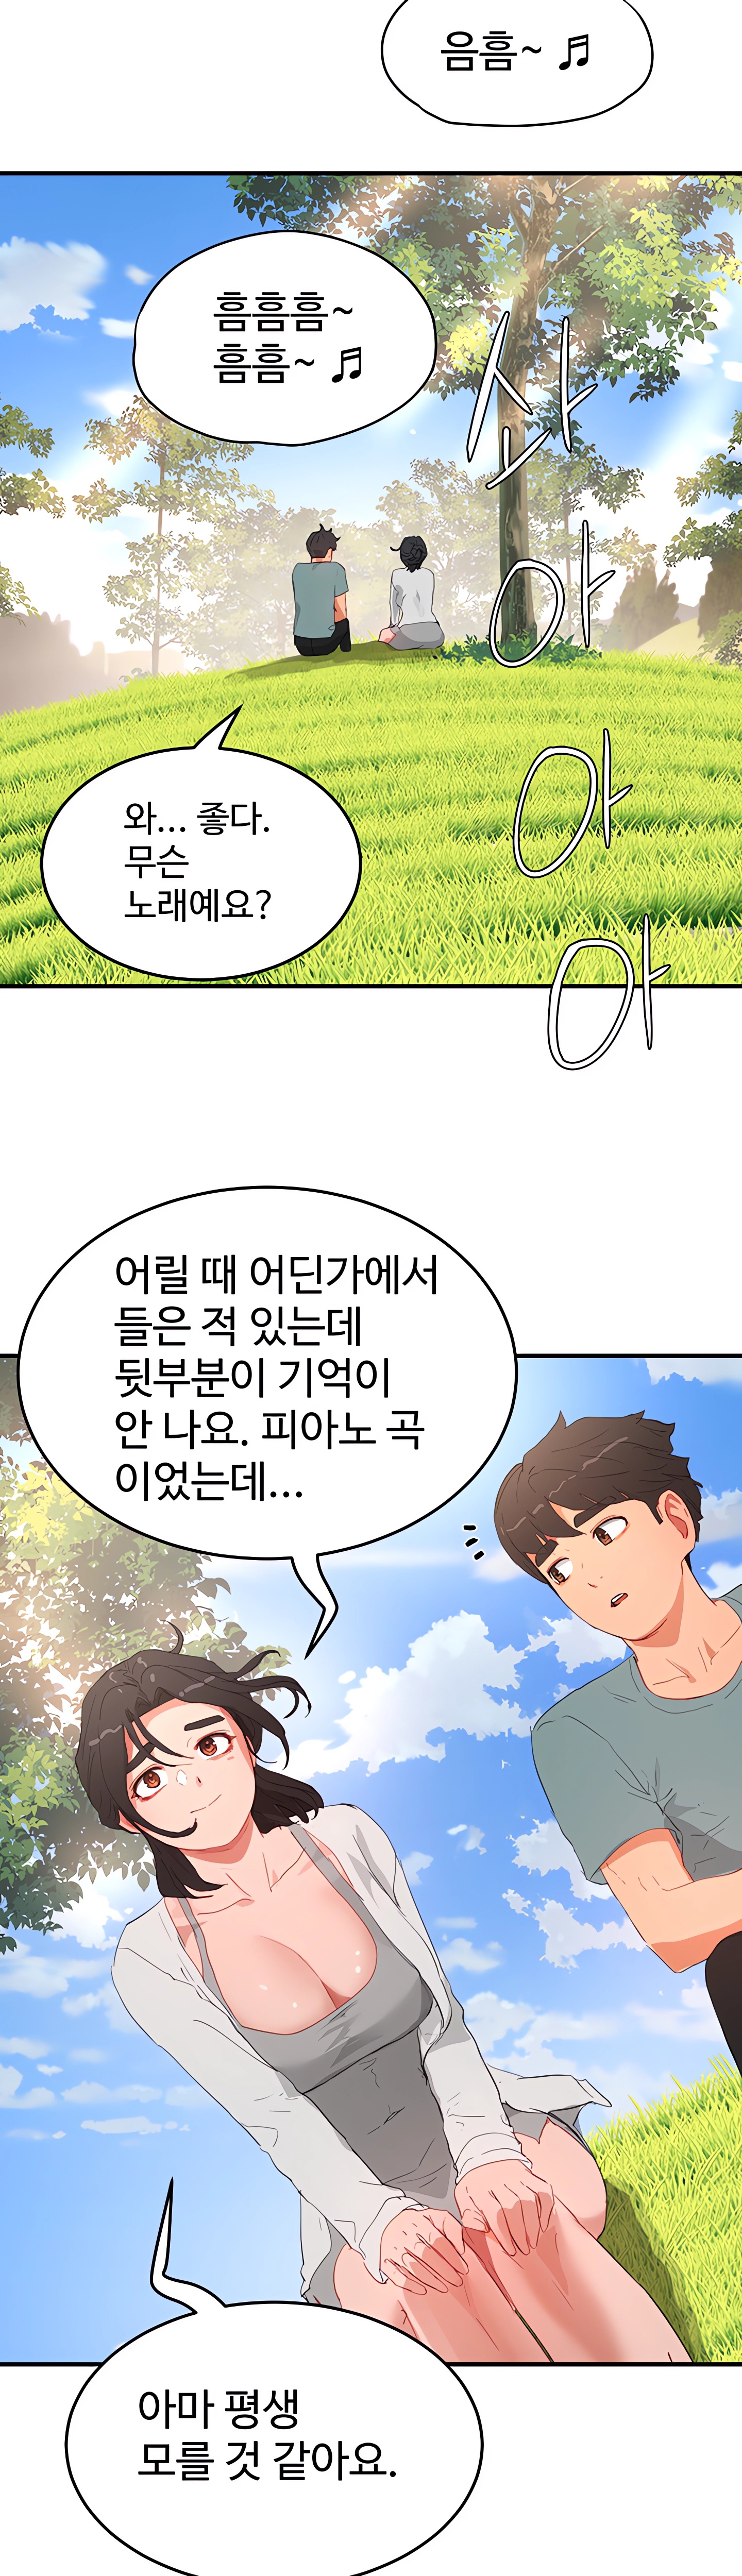 음흠~ ♬
흠흠흠~
흠흠~ ♬
솨
아
아
아
와... 좋다.
무슨
노래예요?
어릴 때 어딘가에서
들은 적 있는데
뒷부분이 기억이
안 나요. 피아노 곡
이었는데...
아마 평생
모를 것 같아요.